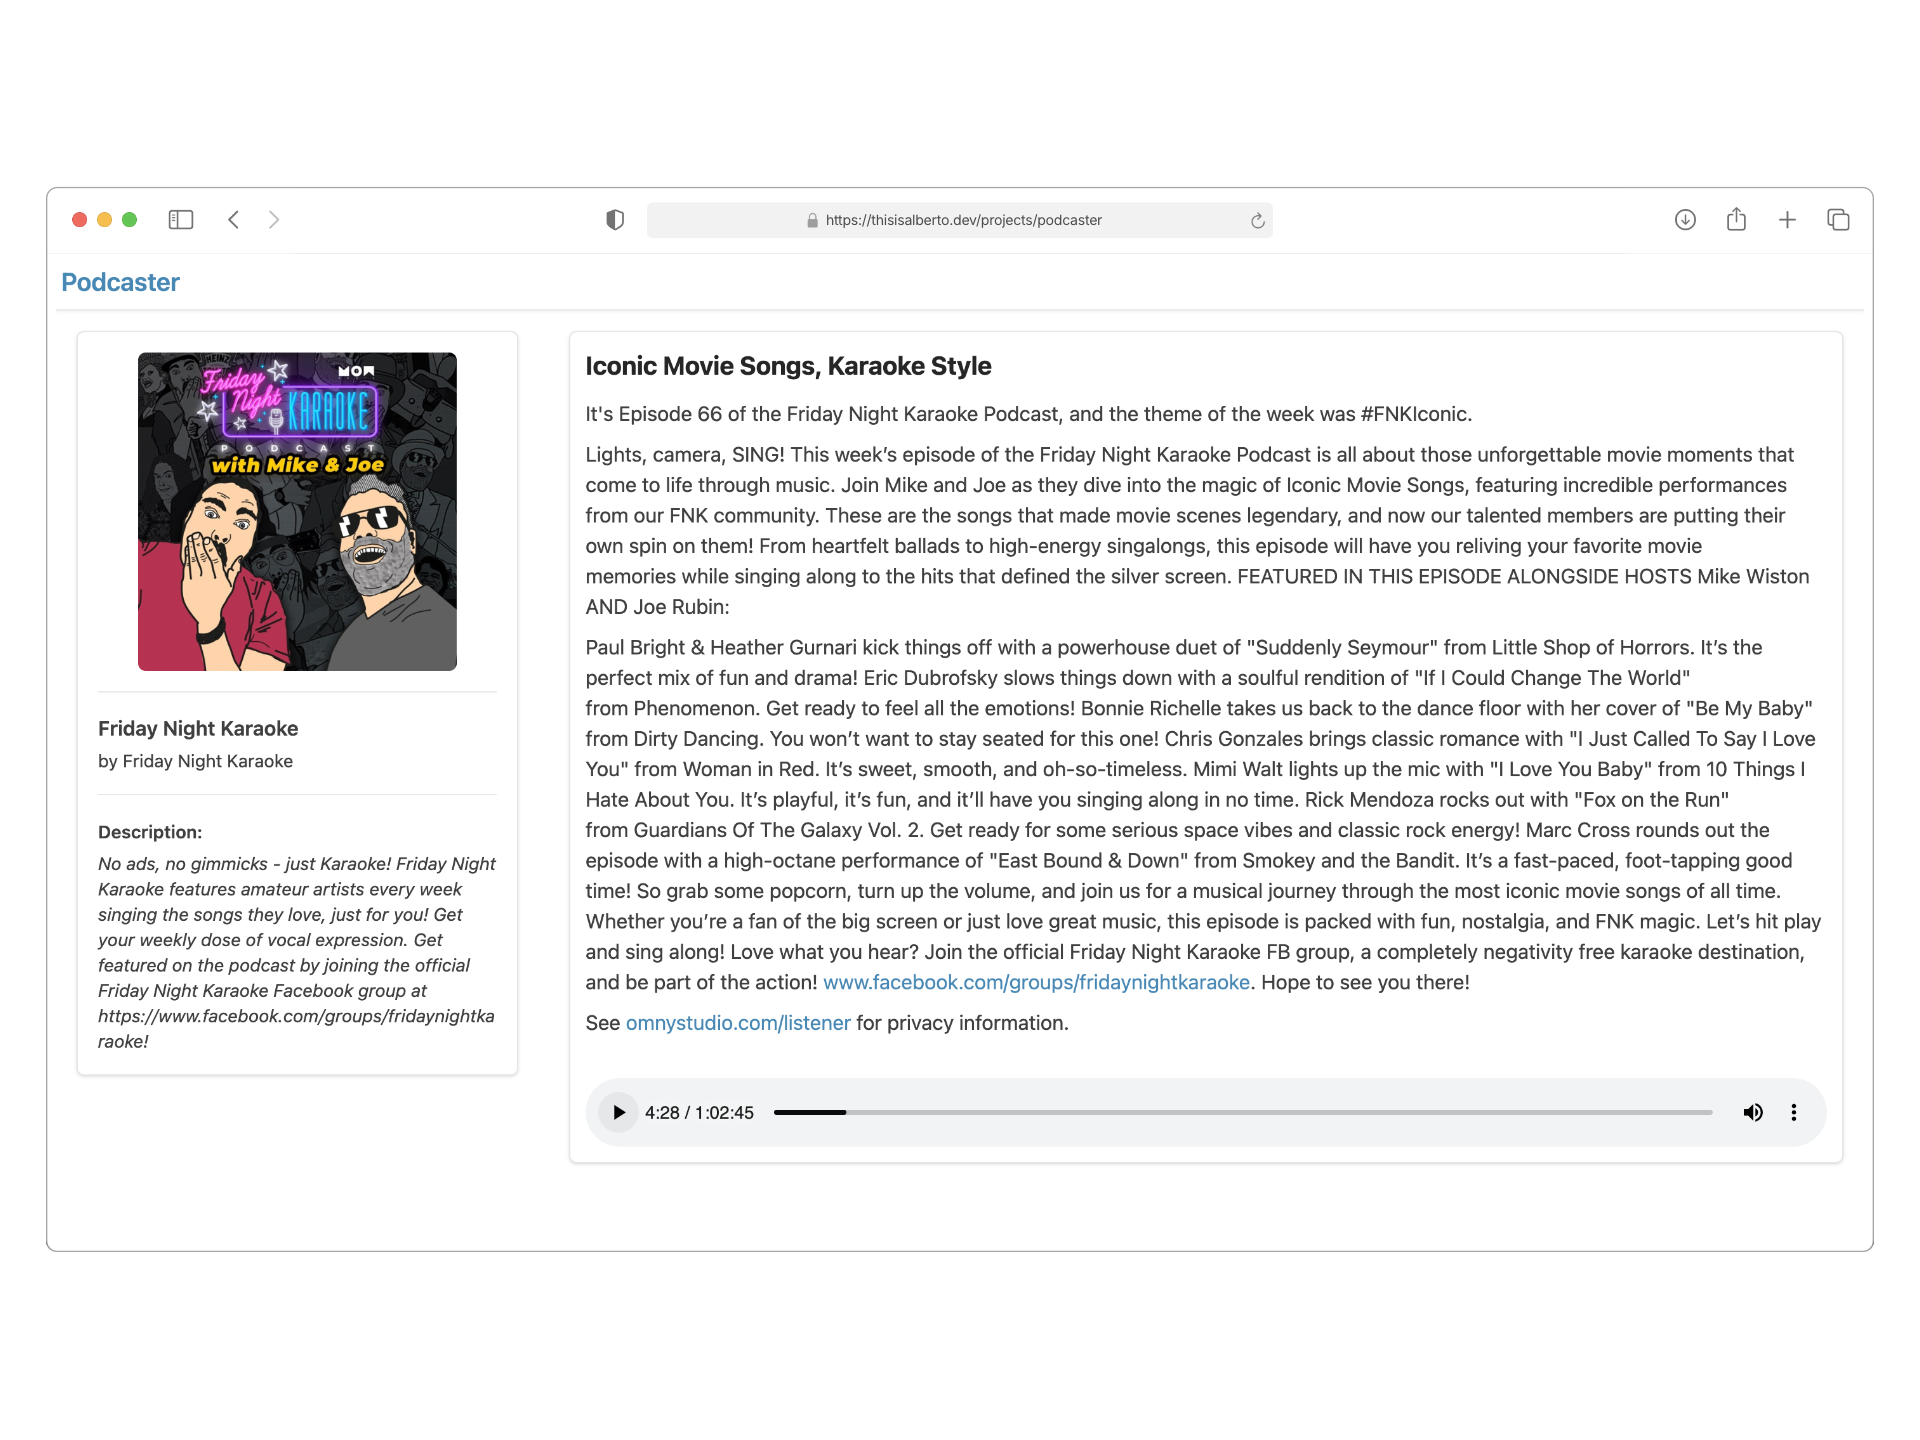 https://thisisalberto.dev/projects/podcaster
Podcaster
HEINZ
MOW
Friday
Night
KARAOKE
PODCAST
with Mike & Joe
Friday Night Karaoke
by Friday Night Karaoke
Description:
No ads, no gimmicks - just Karaoke! Friday Night
Karaoke features amateur artists every week
singing the songs they love, just for you! Get
your weekly dose of vocal expression. Get
featured on the podcast by joining the official
Friday Night Karaoke Facebook group at
https://www.facebook.com/groups/fridaynightka
raoke!
Iconic Movie Songs, Karaoke Style
It's Episode 66 of the Friday Night Karaoke Podcast, and the theme of the week was #FNKIconic.
Lights, camera, SING! This week’s episode of the Friday Night Karaoke Podcast is all about those unforgettable movie moments that
come to life through music. Join Mike and Joe as they dive into the magic of Iconic Movie Songs, featuring incredible performances
from our FNK community. These are the songs that made movie scenes legendary, and now our talented members are putting their
own spin on them! From heartfelt ballads to high-energy singalongs, this episode will have you reliving your favorite movie
memories while singing along to the hits that defined the silver screen. FEATURED IN THIS EPISODE ALONGSIDE HOSTS Mike Wiston
AND Joe Rubin:
Paul Bright & Heather Gurnari kick things off with a powerhouse duet of "Suddenly Seymour" from Little Shop of Horrors. It’s the
perfect mix of fun and drama! Eric Dubrofsky slows things down with a soulful rendition of "If I Could Change The World"
from Phenomenon. Get ready to feel all the emotions! Bonnie Richelle takes us back to the dance floor with her cover of "Be My Baby"
from Dirty Dancing. You won’t want to stay seated for this one! Chris Gonzales brings classic romance with "I Just Called To Say I Love
You" from Woman in Red. It’s sweet, smooth, and oh-so-timeless. Mimi Walt lights up the mic with "I Love You Baby" from 10 Things I
Hate About You. It’s playful, it’s fun, and it’ll have you singing along in no time. Rick Mendoza rocks out with "Fox on the Run"
from Guardians Of The Galaxy Vol. 2. Get ready for some serious space vibes and classic rock energy! Marc Cross rounds out the
episode with a high-octane performance of "East Bound & Down" from Smokey and the Bandit. It’s a fast-paced, foot-tapping good
time! So grab some popcorn, turn up the volume, and join us for a musical journey through the most iconic movie songs of all time.
Whether you’re a fan of the big screen or just love great music, this episode is packed with fun, nostalgia, and FNK magic. Let’s hit play
and sing along! Love what you hear? Join the official Friday Night Karaoke FB group, a completely negativity free karaoke destination,
and be part of the action! www.facebook.com/groups/fridaynightkaraoke. Hope to see you there!
See omnystudio.com/listener for privacy information.
4:28 / 1:02:45